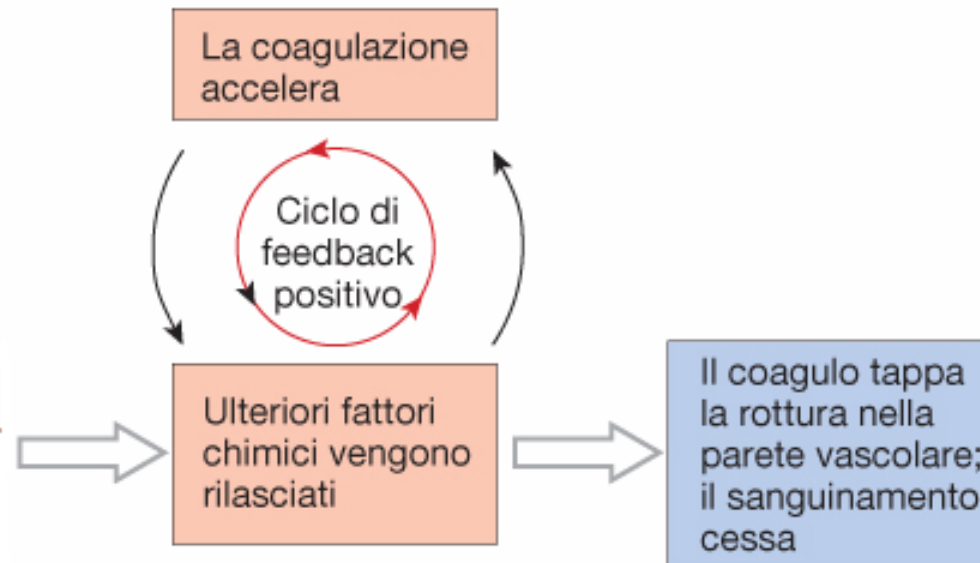 La coagulazione
accelera
Ciclo di
feedback
positivo
Ulteriori fattori
chimici vengono
rilasciati
Il coagulo tappa
la rottura nella
parete vascolare;
il sanguinamento
cessa